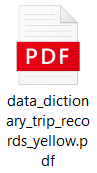 PDF
data_diction
ary_trip_reco
rds_yellow.p
df